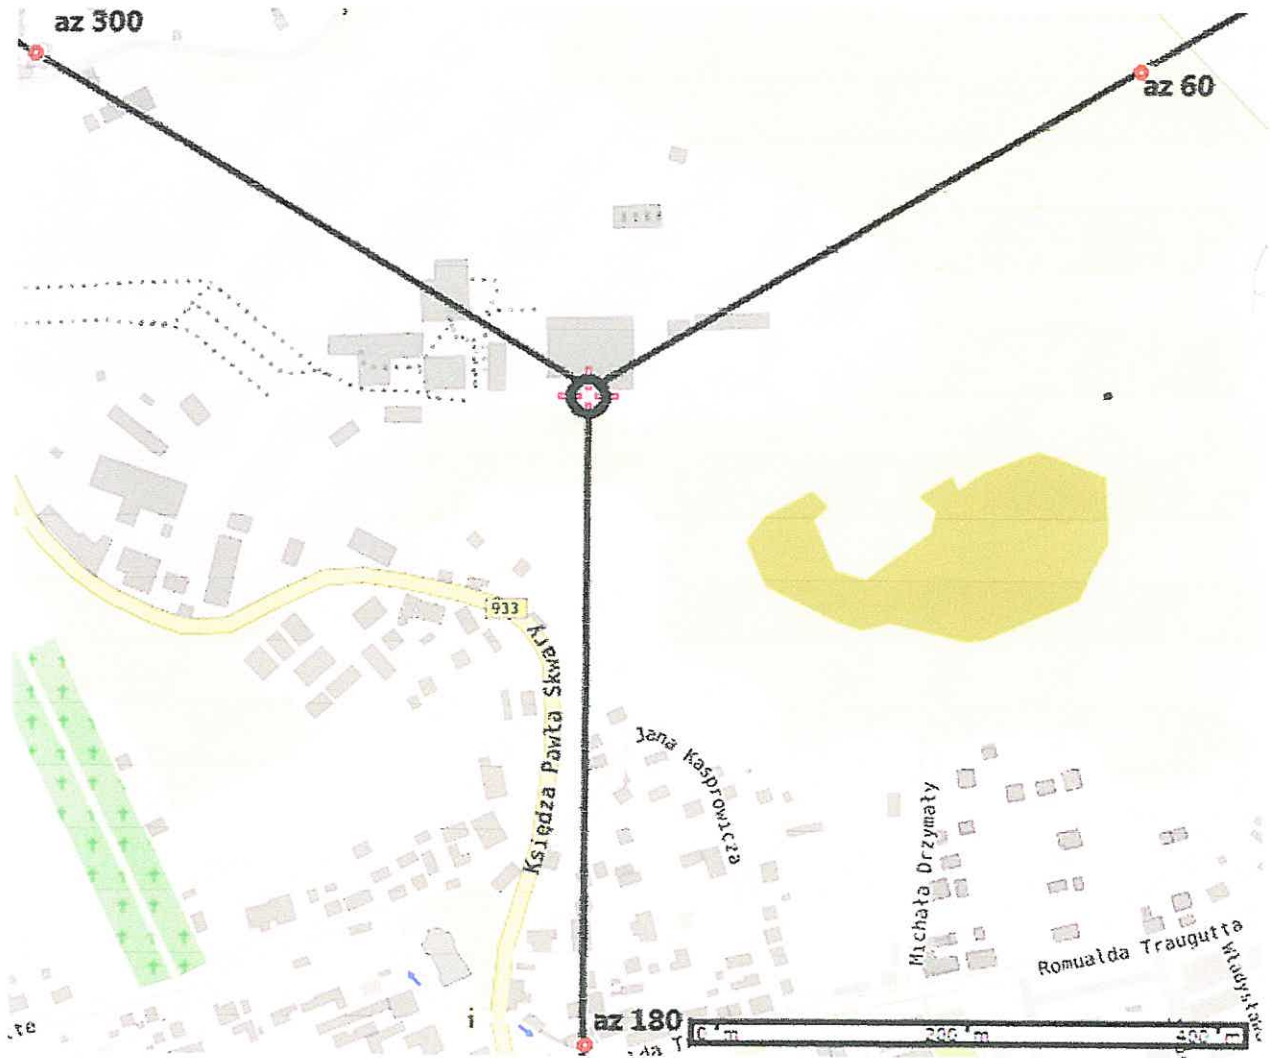 az 300
az 60
933
Księdza Pawła Skwary
Jana Kasprowicza
Michała Drzymały
Romualda Traugutta
az 180
0 m
200 m
400 m